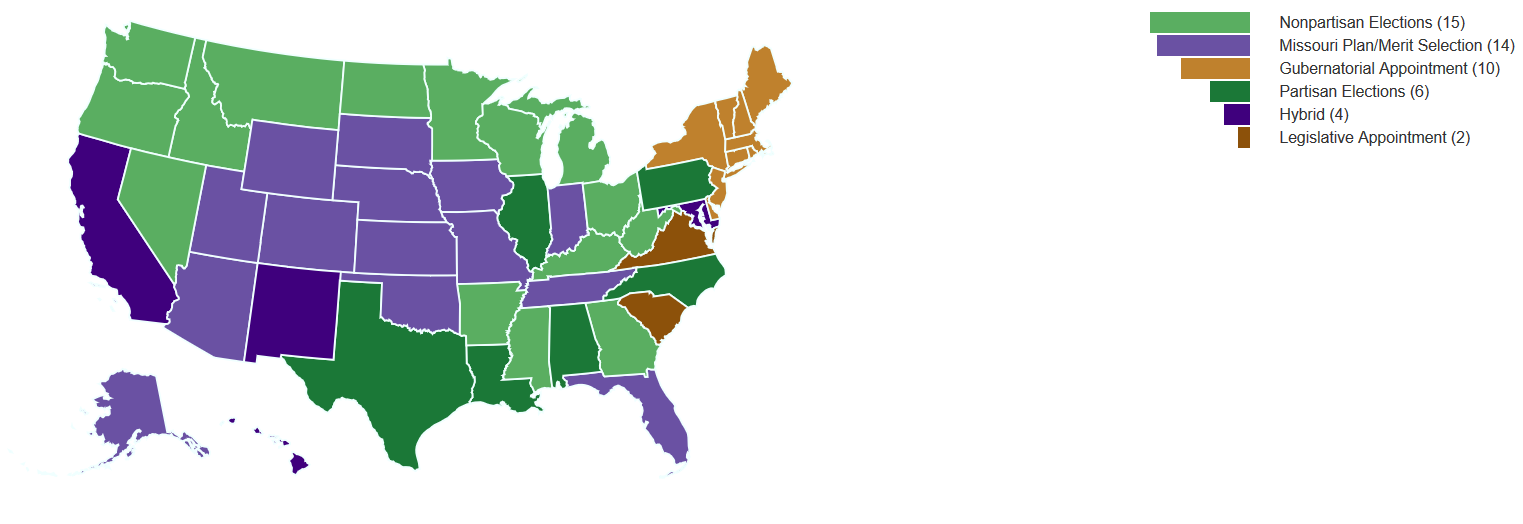 Nonpartisan Elections (15)
Missouri Plan/Merit Selection (14)
Gubernatorial Appointment (10)
Partisan Elections (6)
Hybrid (4)
Legislative Appointment (2)